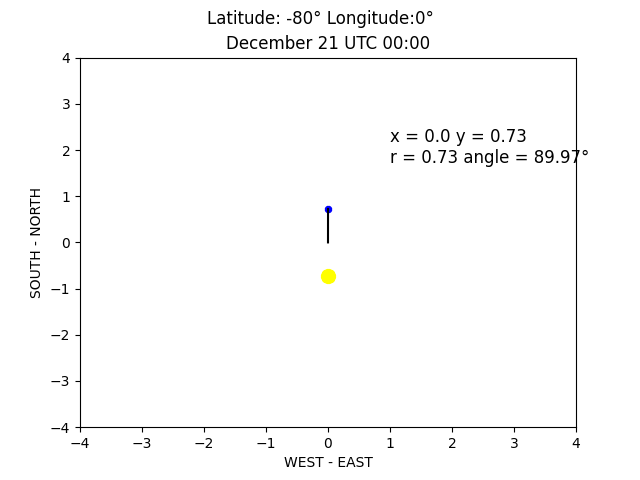 Latitude: -80° Longitude:0°
December 21 UTC 00:00
4
3
2
1
0
−1
−2
−3
−4
SOUTH - NORTH
x = 0.0 y = 0.73
r = 0.73 angle = 89.97°
−4 −3 −2 −1 0 1 2 3 4
WEST - EAST